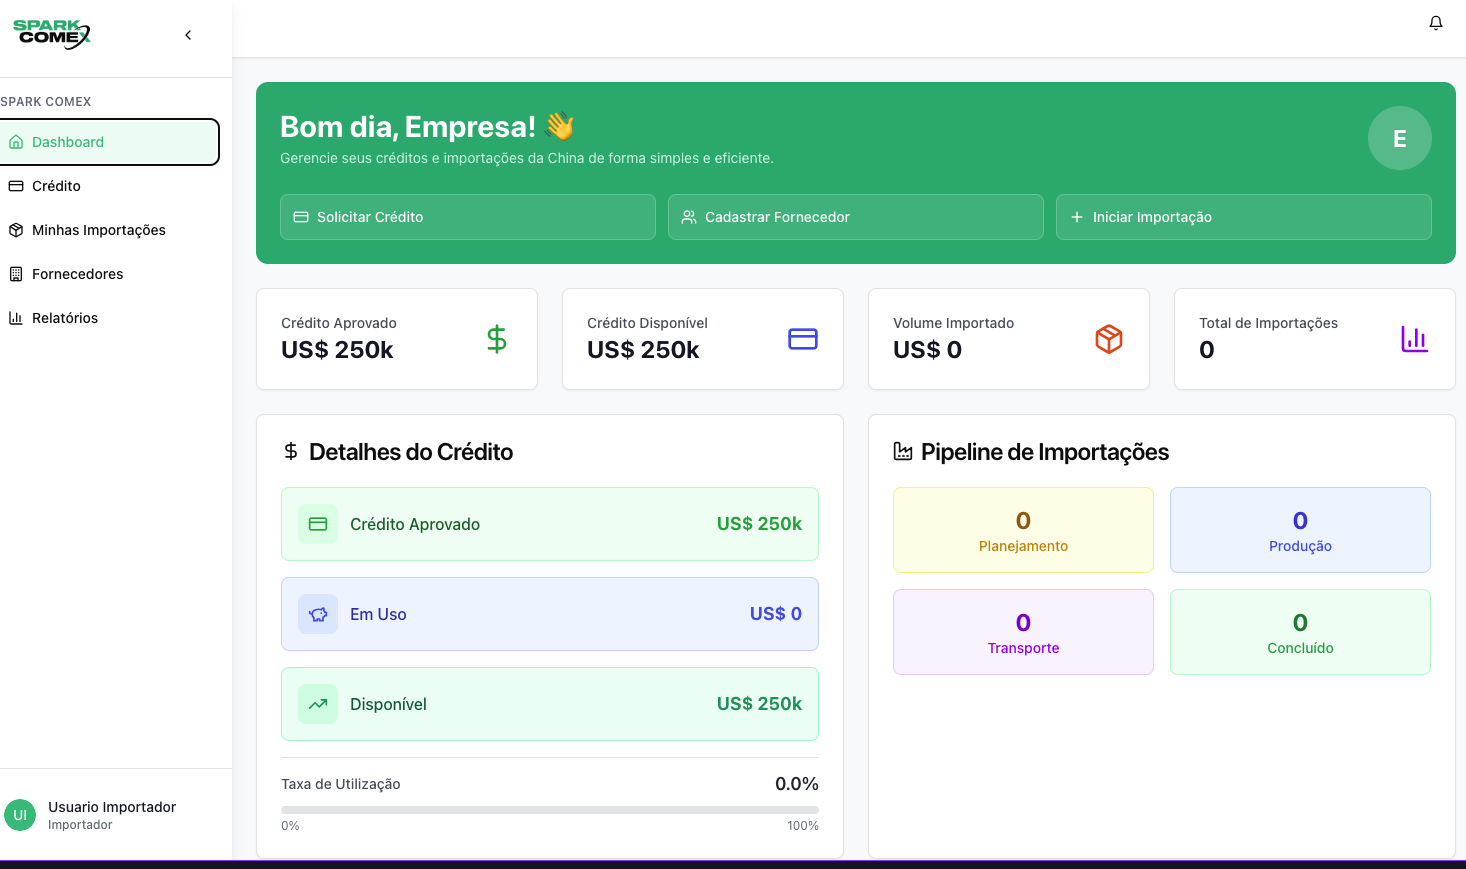 SPARK
COMEX
SPARK COMEX
Dashboard
Crédito
Minhas Importações
Fornecedores
Relatórios
UI
Usuario Importador
Importador
Bom dia, Empresa! 👋
Gerencie seus créditos e importações da China de forma simples e eficiente.
E
Solicitar Crédito
Cadastrar Fornecedor
Iniciar Importação
Crédito Aprovado
US$ 250k
Crédito Disponível
US$ 250k
Volume Importado
US$ 0
Total de Importações
0
Detalhes do Crédito
Crédito Aprovado
US$ 250k
Em Uso
US$ 0
Disponível
US$ 250k
Taxa de Utilização
0.0%
0%
100%
Pipeline de Importações
0
Planejamento
0
Produção
0
Transporte
0
Concluído